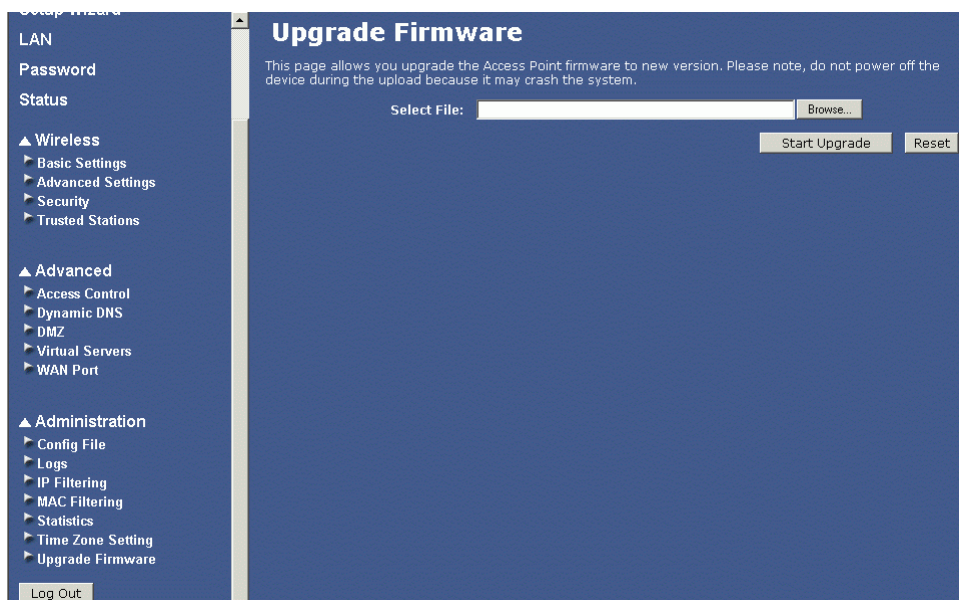 Setup Wizard
LAN
Password
Status
Wireless
Basic Settings
Advanced Settings
Security
Trusted Stations
Advanced
Access Control
Dynamic DNS
DMZ
Virtual Servers
WAN Port
Administration
Config File
Logs
IP Filtering
MAC Filtering
Statistics
Time Zone Setting
Upgrade Firmware
Log Out
Upgrade Firmware
This page allows you upgrade the Access Point firmware to new version. Please note, do not power off the
device during the upload because it may crash the system.
Select File:
Browse...
Start Upgrade
Reset